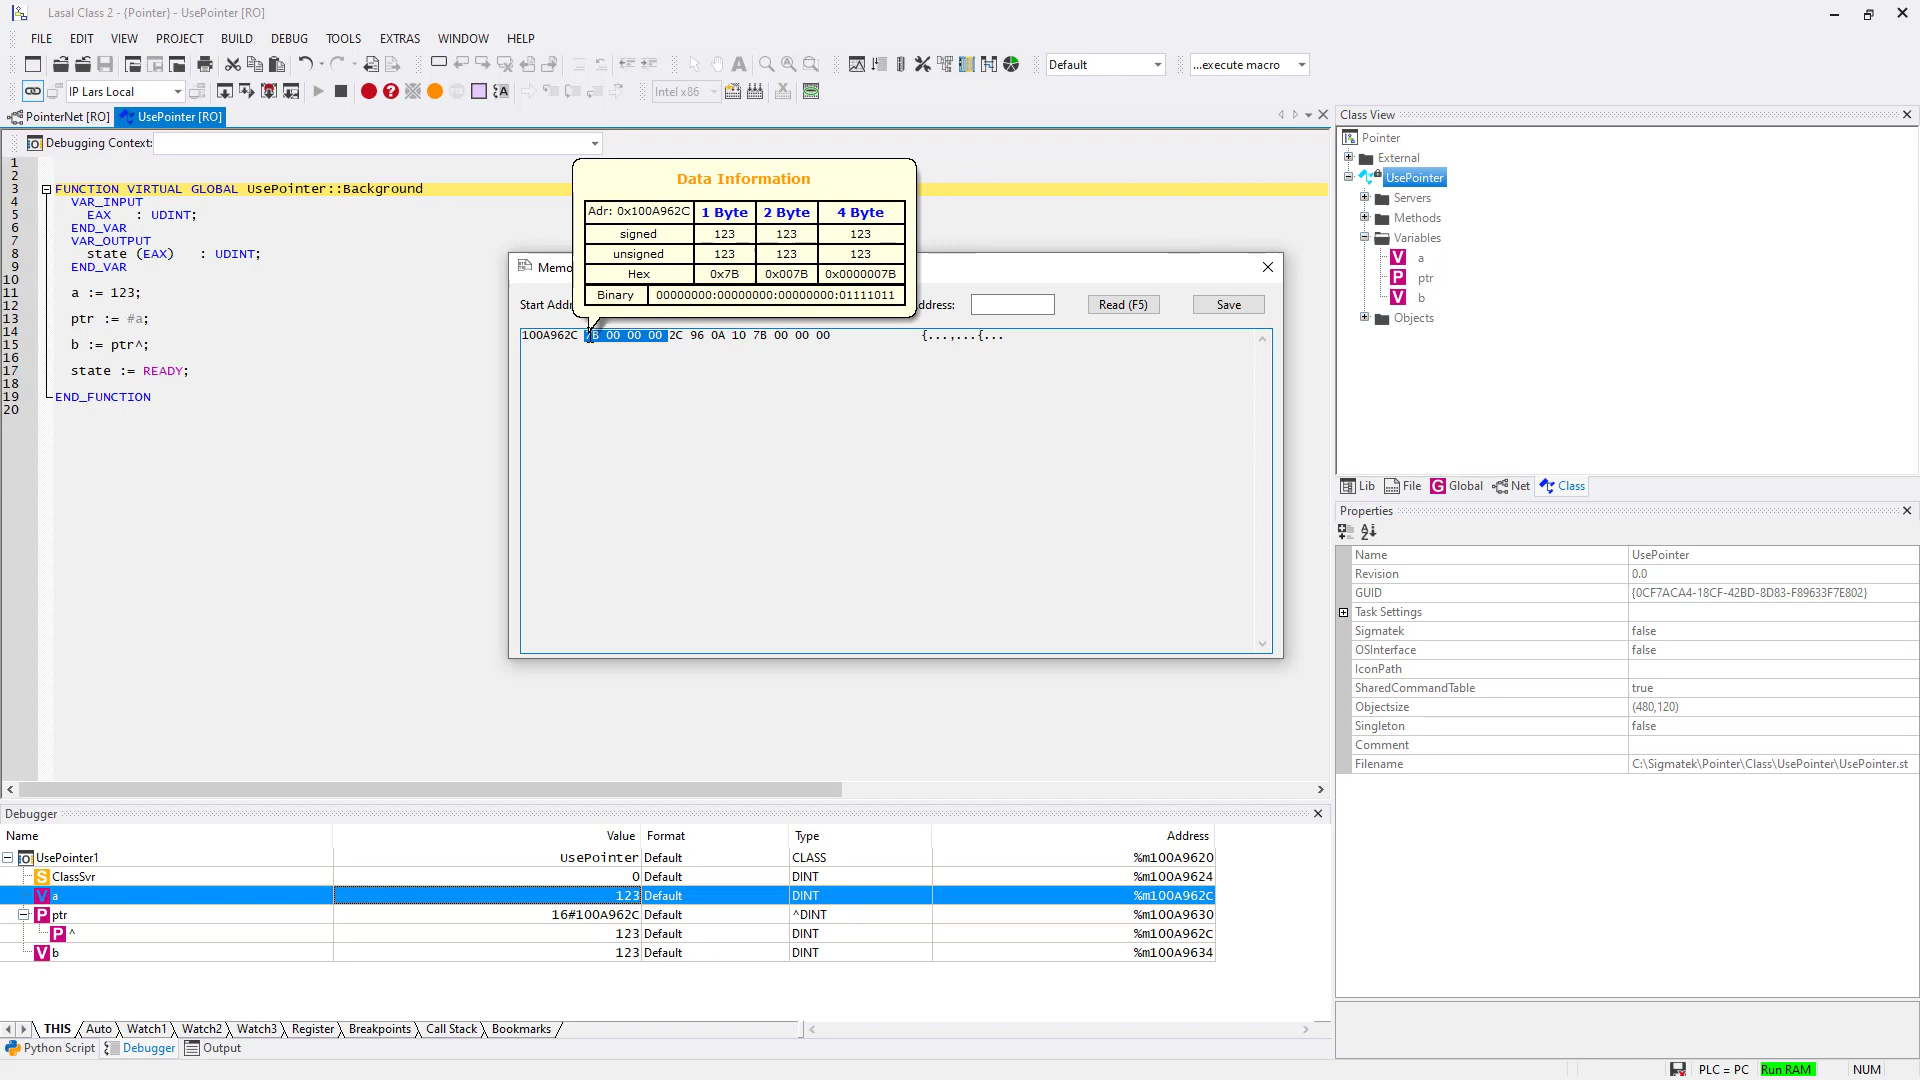 Lasal Class 2 - {Pointer} - UsePointer [RO]
FILE EDIT VIEW PROJECT BUILD DEBUG TOOLS EXTRAS WINDOW HELP
Default ...execute macro
IP Lars Local Intel x86
PointerNet [RO] UsePointer [RO]
Debugging Context:
1
2
3 FUNCTION VIRTUAL GLOBAL UsePointer::Background
4 VAR_INPUT
5 EAX : UDINT;
6 END_VAR
7 VAR_OUTPUT
8 state (EAX) : UDINT;
9 END_VAR
10
11 a := 123;
12
13 ptr := #a;
14
15 b := ptr^;
16
17 state := READY;
18
19 END_FUNCTION
20
Data Information
Adr: 0x100A962C 1 Byte 2 Byte 4 Byte
signed 123 123 123
unsigned 123 123 123
Hex 0x7B 0x007B 0x0000007B
Binary 00000000:00000000:00000000:01111011
Memo
Start Addr ddress: Read (F5) Save
100A962C 7B 00 00 00 2C 96 0A 10 7B 00 00 00 {...,...{...
Class View
Pointer
External
UsePointer
Servers
Methods
Variables
V a
P ptr
V b
Objects
Lib File G Global Net Class
Properties
Name UsePointer
Revision 0.0
GUID {0CF7ACA4-18CF-42BD-8D83-F89633F7E802}
Task Settings
Sigmatek false
OSInterface false
IconPath
SharedCommandTable true
Objectsize (480,120)
Singleton false
Comment
Filename C:\Sigmatek\Pointer\Class\UsePointer\UsePointer.st
Debugger
Name Value Format Type Address
UsePointer1 UsePointer Default CLASS %m100A9620
S ClassSvr 0 Default DINT %m100A9624
V a 123 Default DINT %m100A962C
P ptr 16#100A962C Default ^DINT %m100A9630
P ^ 123 Default DINT %m100A962C
V b 123 Default DINT %m100A9634
THIS Auto Watch1 Watch2 Watch3 Register Breakpoints Call Stack Bookmarks
Python Script Debugger Output
PLC = PC Run RAM NUM